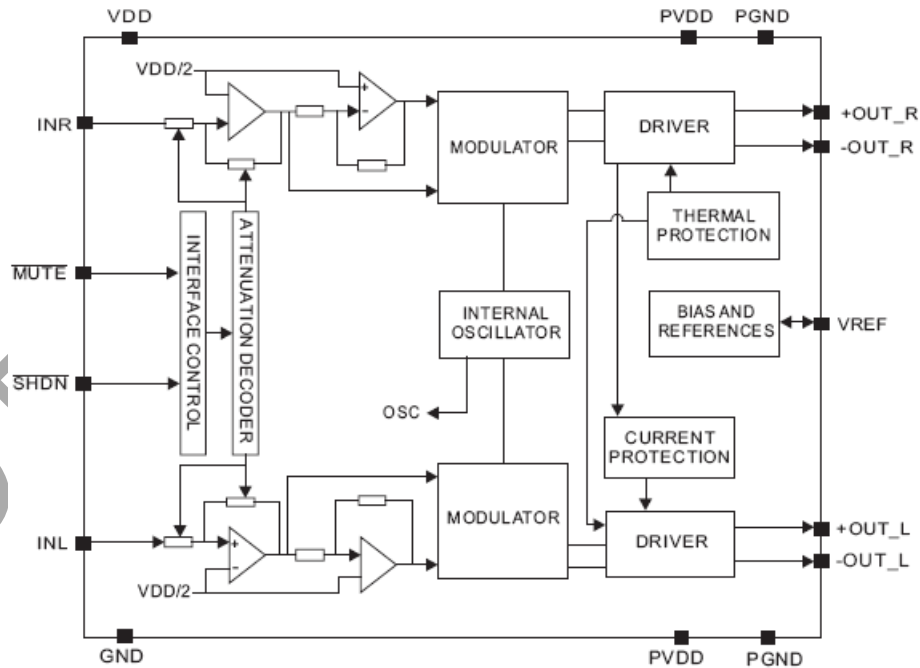 VDD
PVDD
PGND
VDD/2
INR
+
−
MODULATOR
DRIVER
+OUT_R
-OUT_R
THERMAL
PROTECTION
MUTE
INTERFACE CONTROL
ATTENUATION DECODER
INTERNAL
OSCILLATOR
BIAS AND
REFERENCES
VREF
SHDN
OSC
CURRENT
PROTECTION
MODULATOR
DRIVER
+OUT_L
-OUT_L
INL
+
−
VDD/2
GND
PVDD
PGND